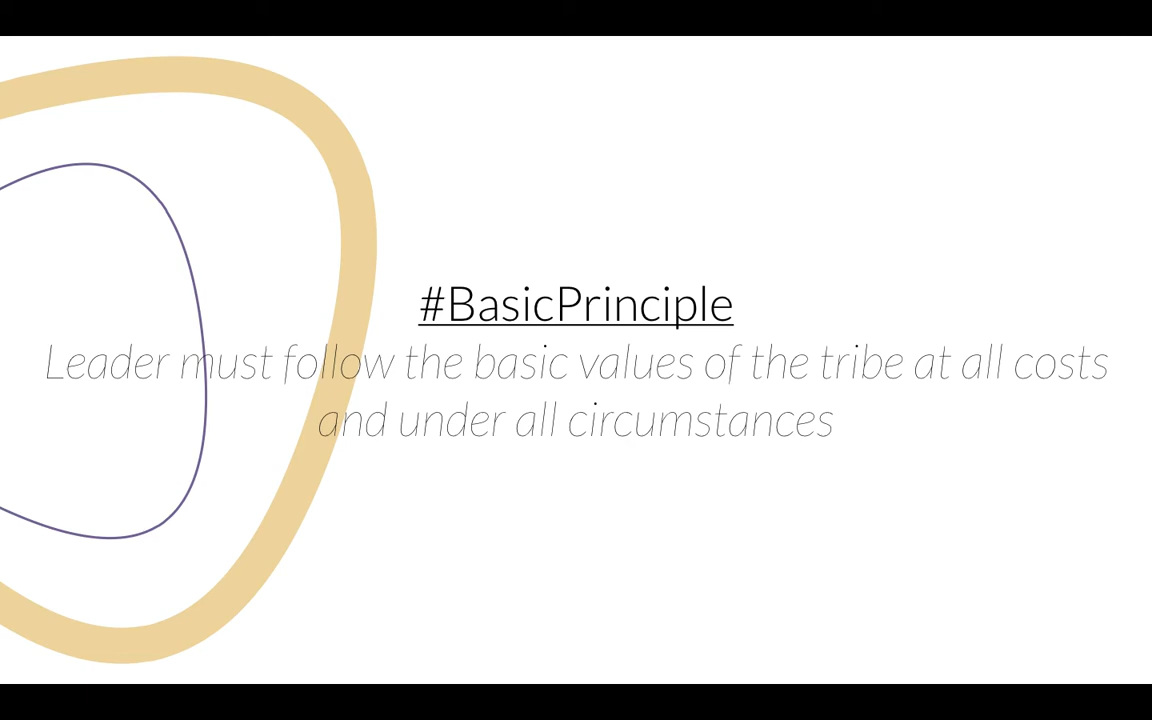 #BasicPrinciple
Leader must follow the basic values of the tribe at all costs
and under all circumstances